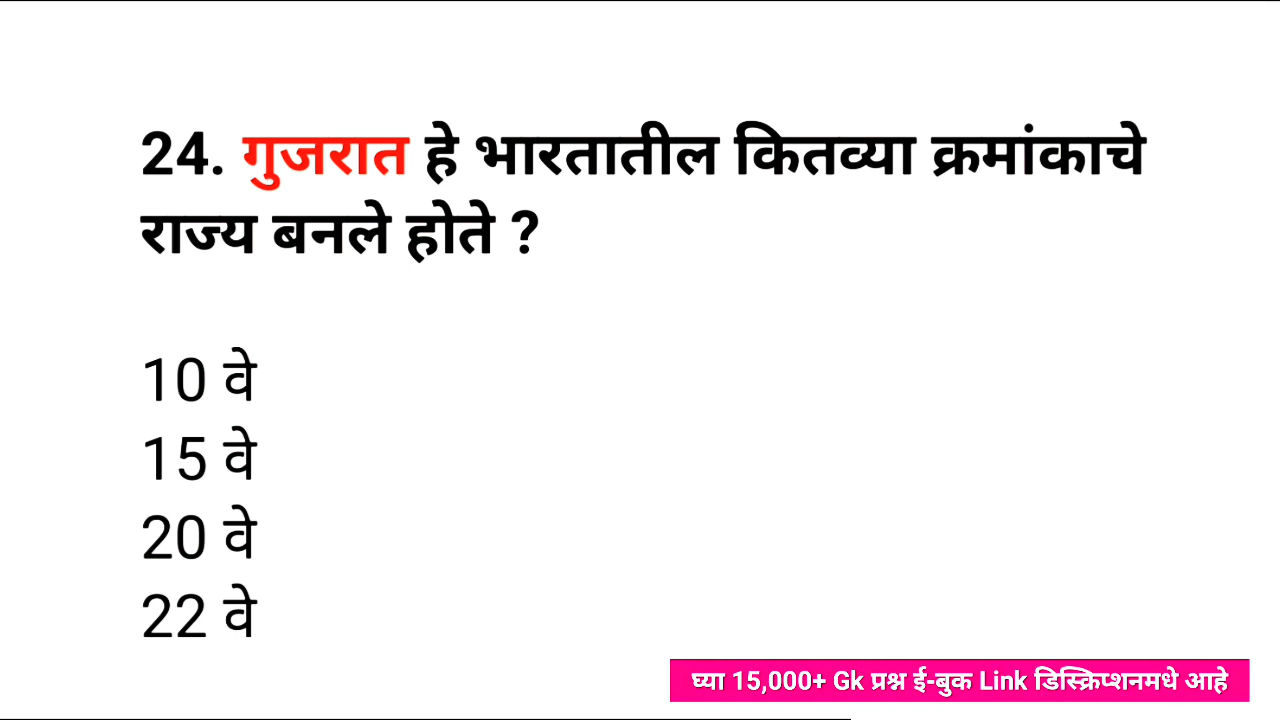 24. गुजरात हे भारतातील कितव्या क्रमांकाचे
राज्य बनले होते ?
10 वे
15 वे
20 वे
22 वे
घ्या 15,000+ Gk प्रश्न ई-बुक Link डिस्क्रिप्शनमधे आहे